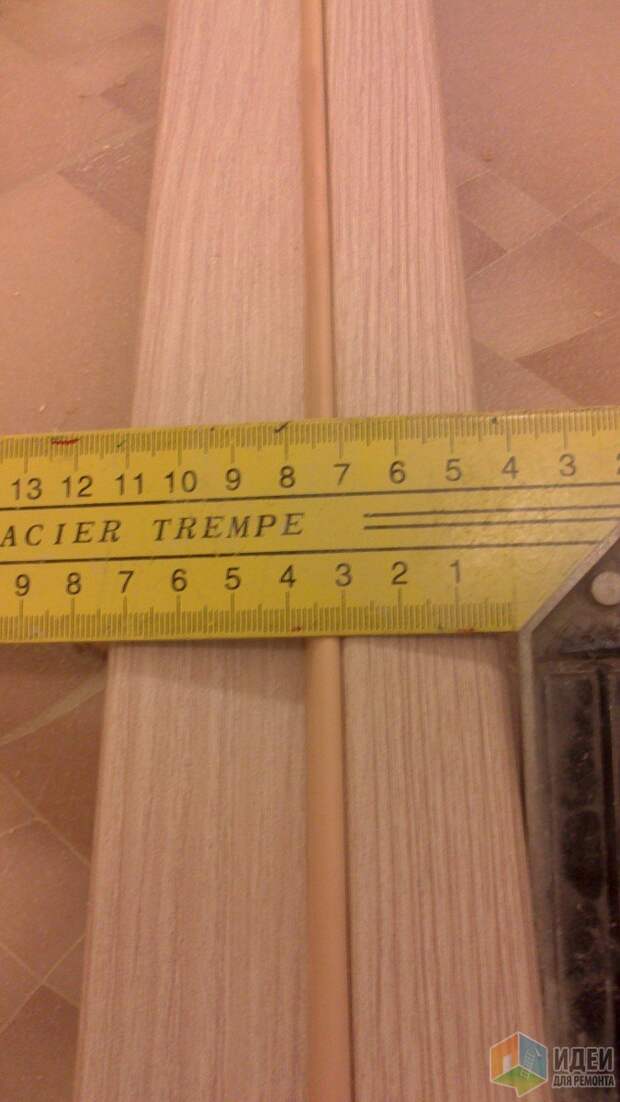 13 12 11 10 9 8 7 6 5 4 3
ACIER TREMPE
9 8 7 6 5 4 3 2 1
ИДЕИ
ДЛЯ РЕМОНТА